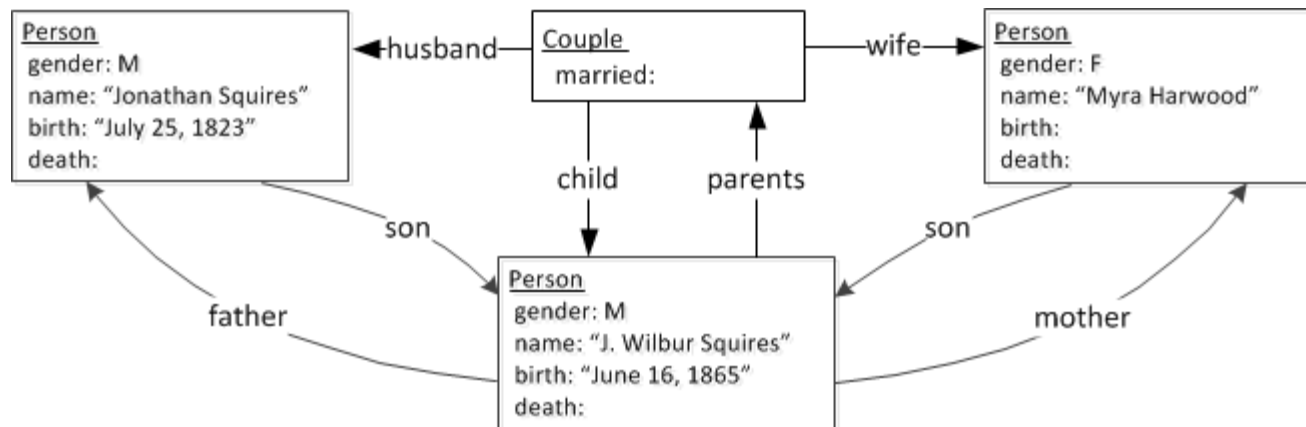 Person
gender: M
name: “Jonathan Squires”
birth: “July 25, 1823”
death:
husband
Couple
married:
wife
Person
gender: F
name: “Myra Harwood”
birth:
death:
child
parents
son
son
father
mother
Person
gender: M
name: “J. Wilbur Squires”
birth: “June 16, 1865”
death: